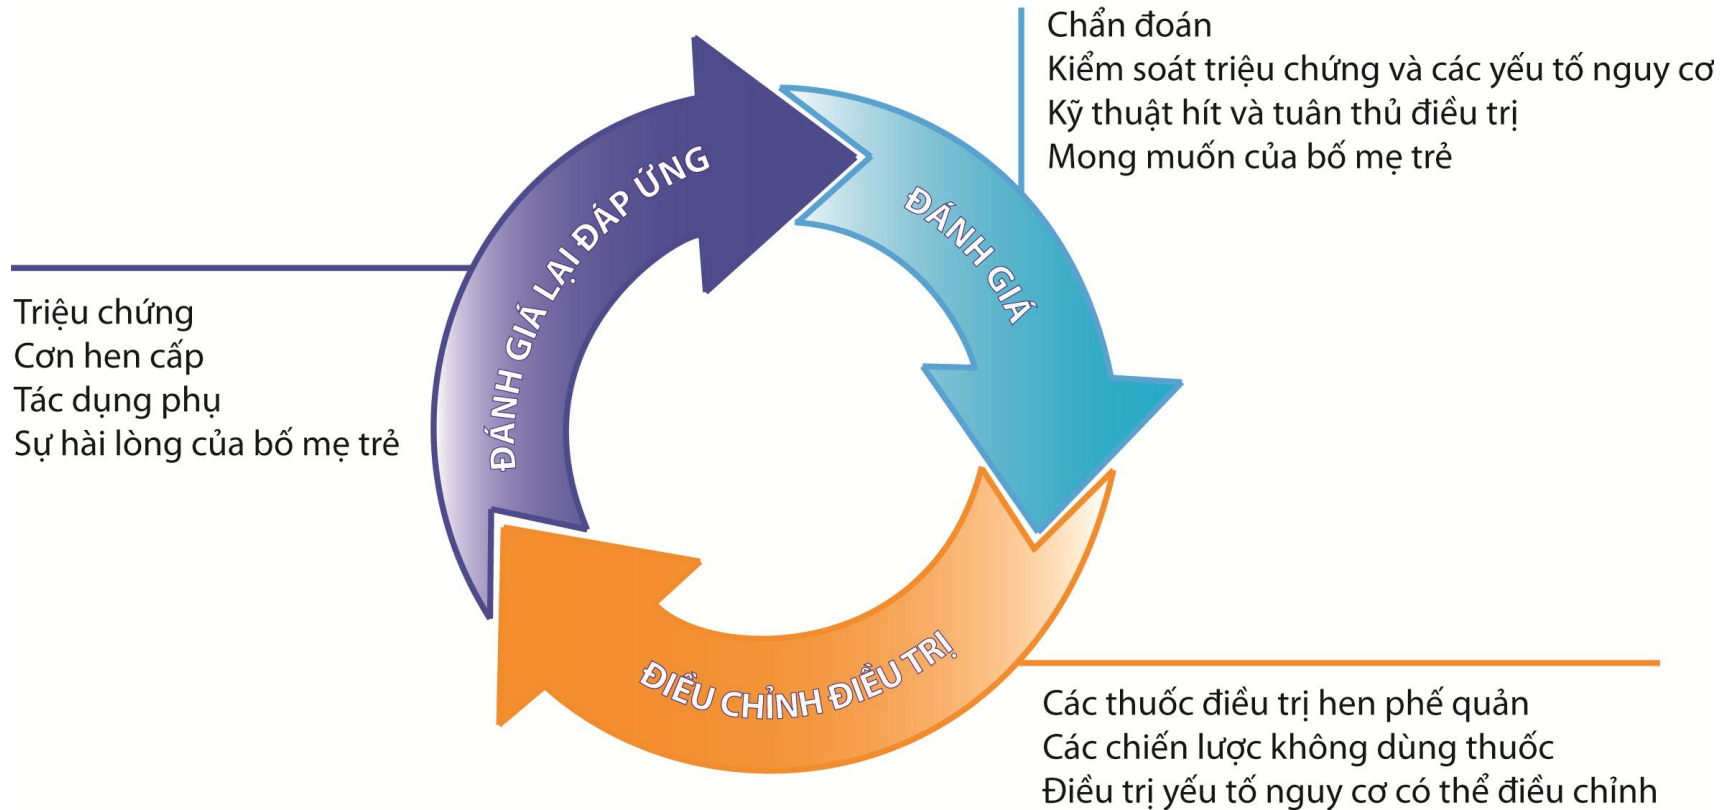 Chẩn đoán
Kiểm soát triệu chứng và các yếu tố nguy cơ
Kỹ thuật hít và tuân thủ điều trị
Mong muốn của bố mẹ trẻ
ĐÁNH GIÁ
ĐÁNH GIÁ LẠI ĐÁP ỨNG
Triệu chứng
Cơn hen cấp
Tác dụng phụ
Sự hài lòng của bố mẹ trẻ
ĐIỀU CHỈNH ĐIỀU TRỊ
Các thuốc điều trị hen phế quản
Các chiến lược không dùng thuốc
Điều trị yếu tố nguy cơ có thể điều chỉnh